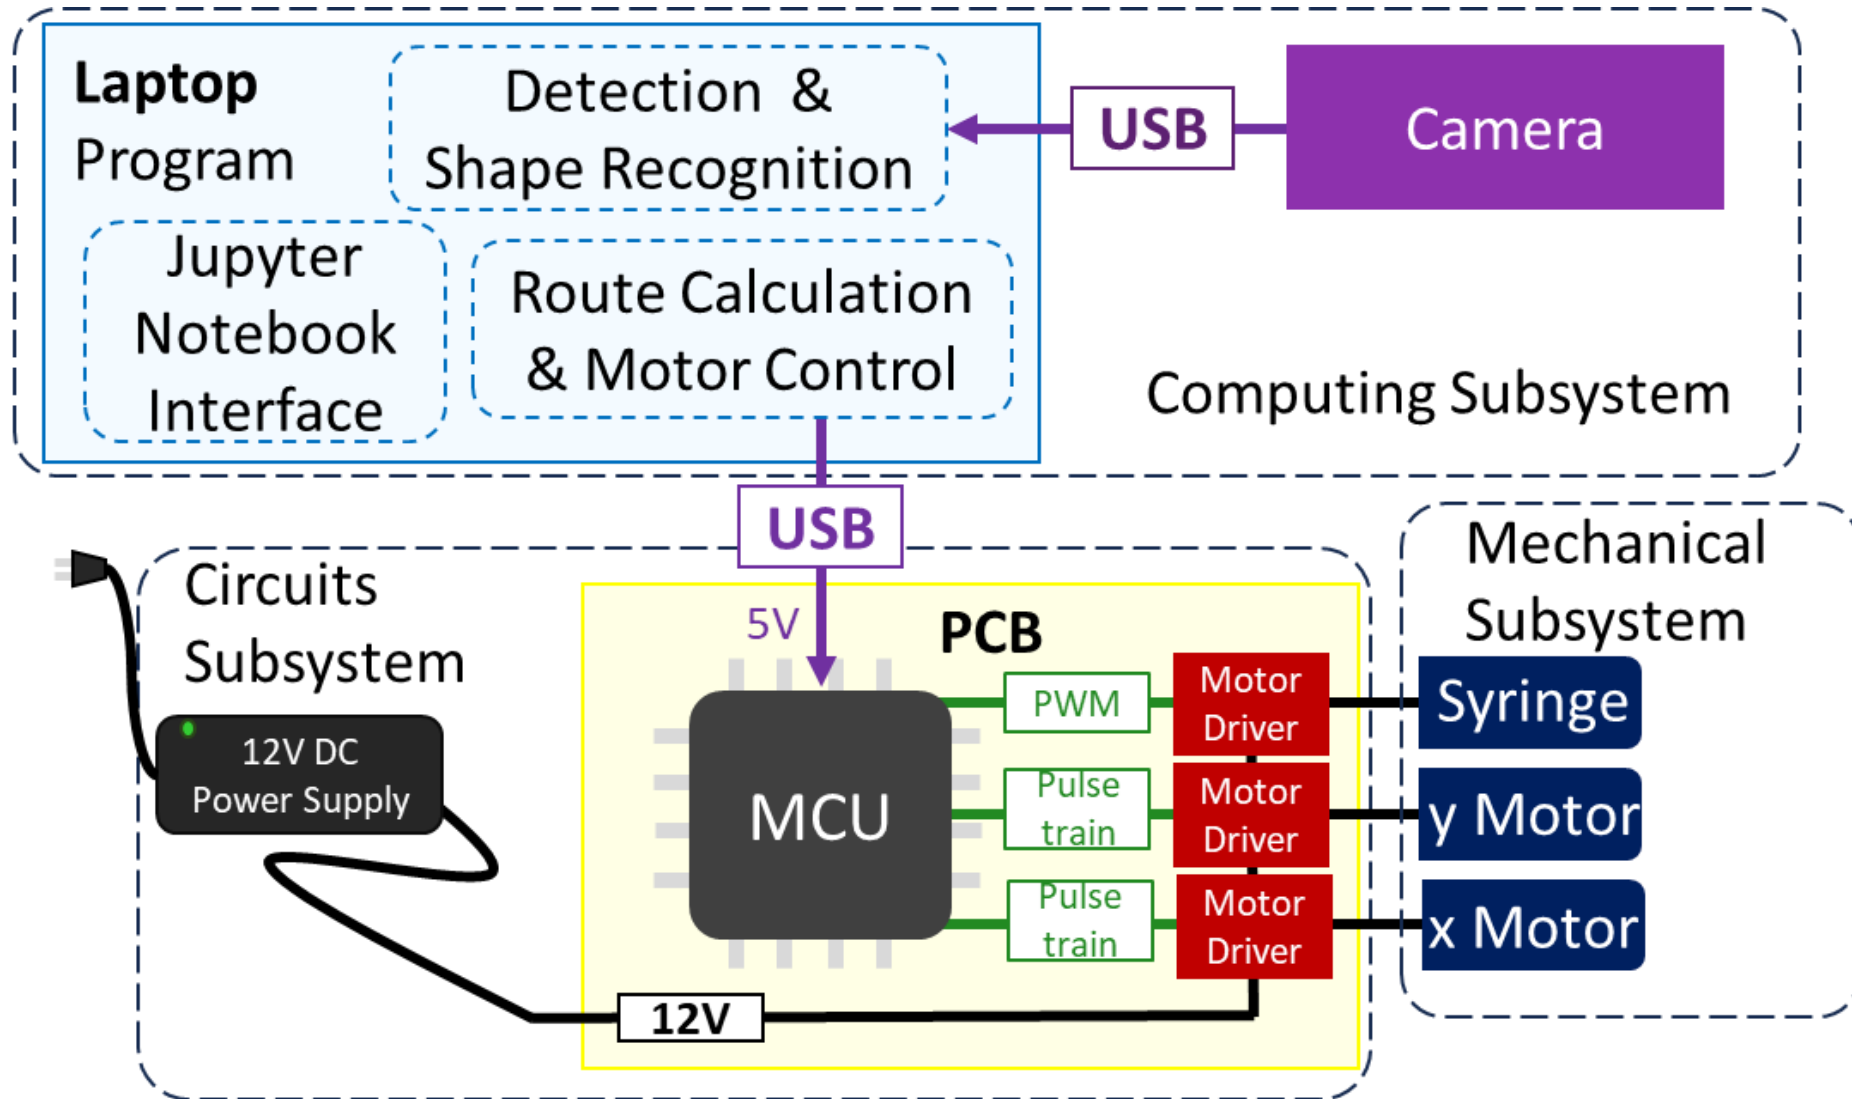 Laptop
Program
Detection &
Shape Recognition
USB
Camera
Jupyter
Notebook
Interface
Route Calculation
& Motor Control
Computing Subsystem
USB
Mechanical
Subsystem
Circuits
Subsystem
5V
PCB
12V DC
Power Supply
MCU
PWM
Motor
Driver
Syringe
Pulse
train
Motor
Driver
y Motor
Pulse
train
Motor
Driver
x Motor
12V